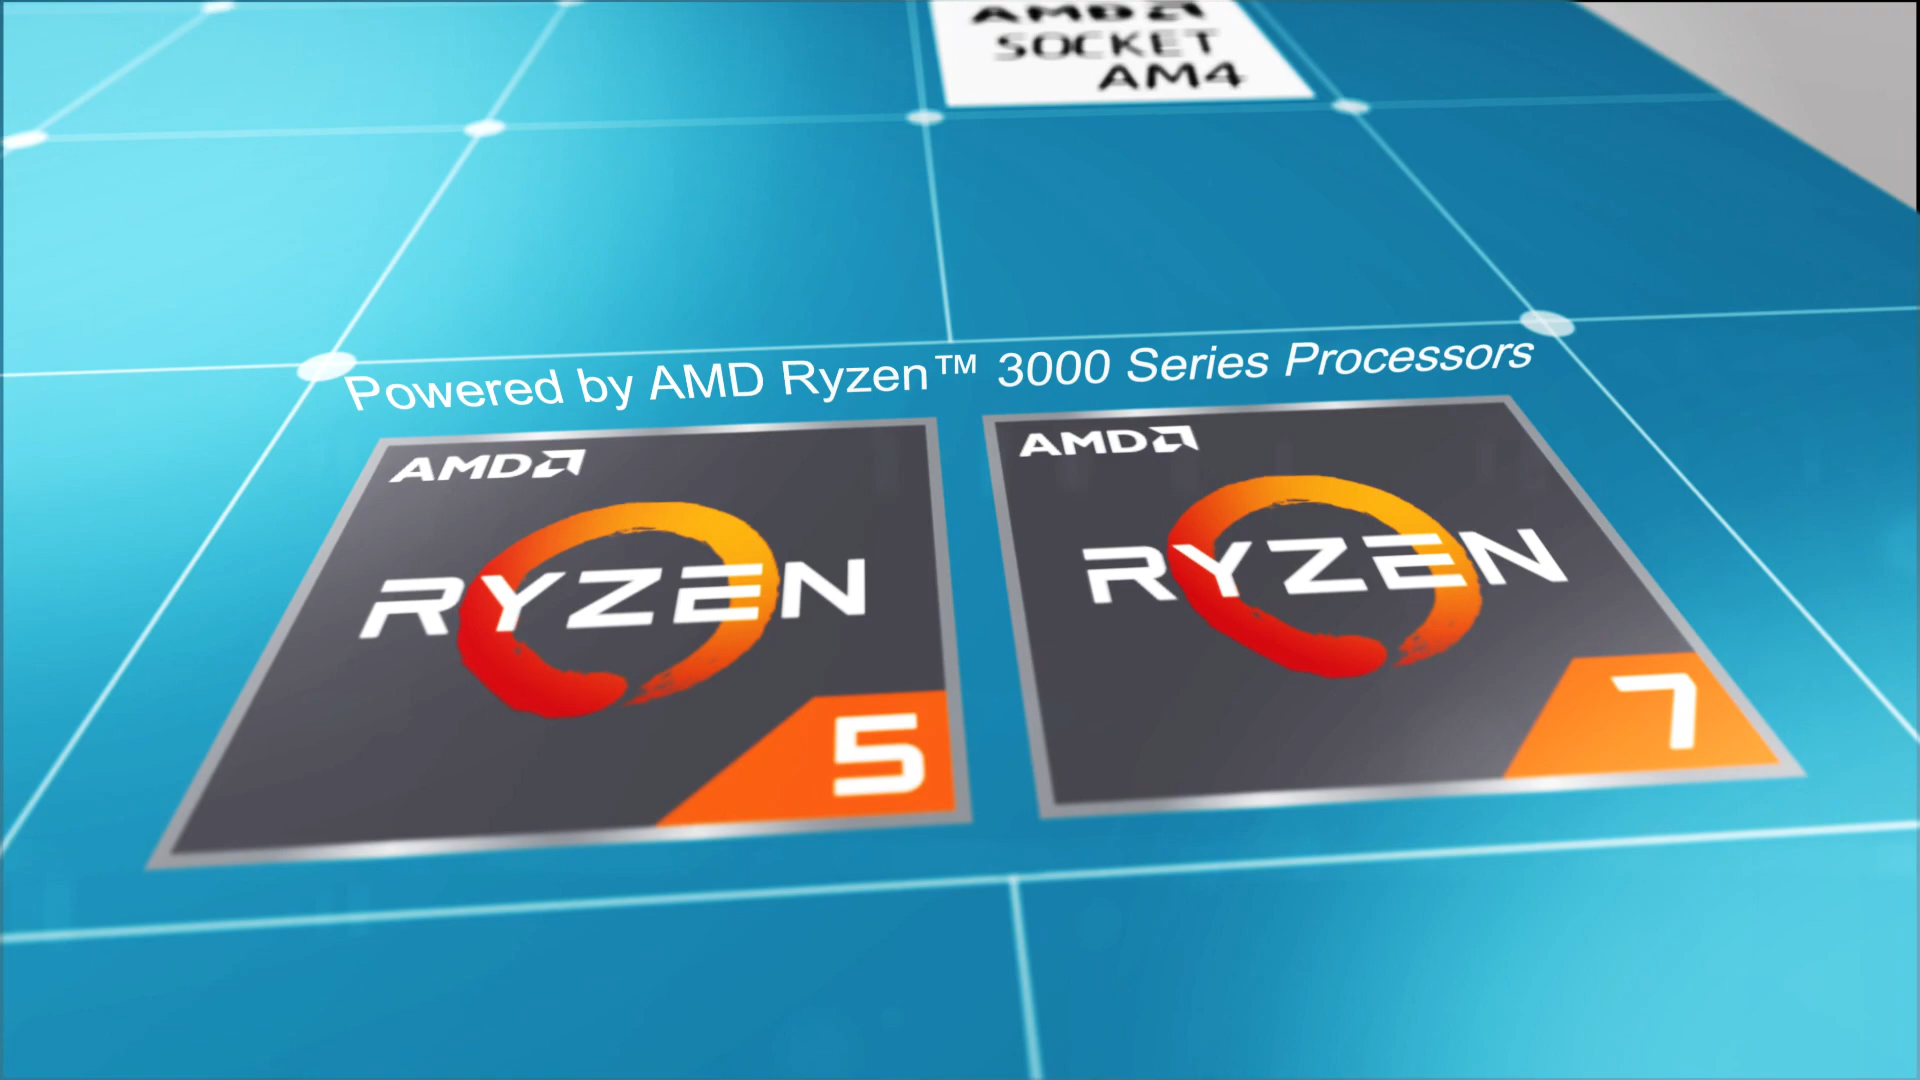 AMD
SOCKET
AM4
Powered by AMD Ryzen™ 3000 Series Processors
AMD
RYZEN
5
AMD
RYZEN
7